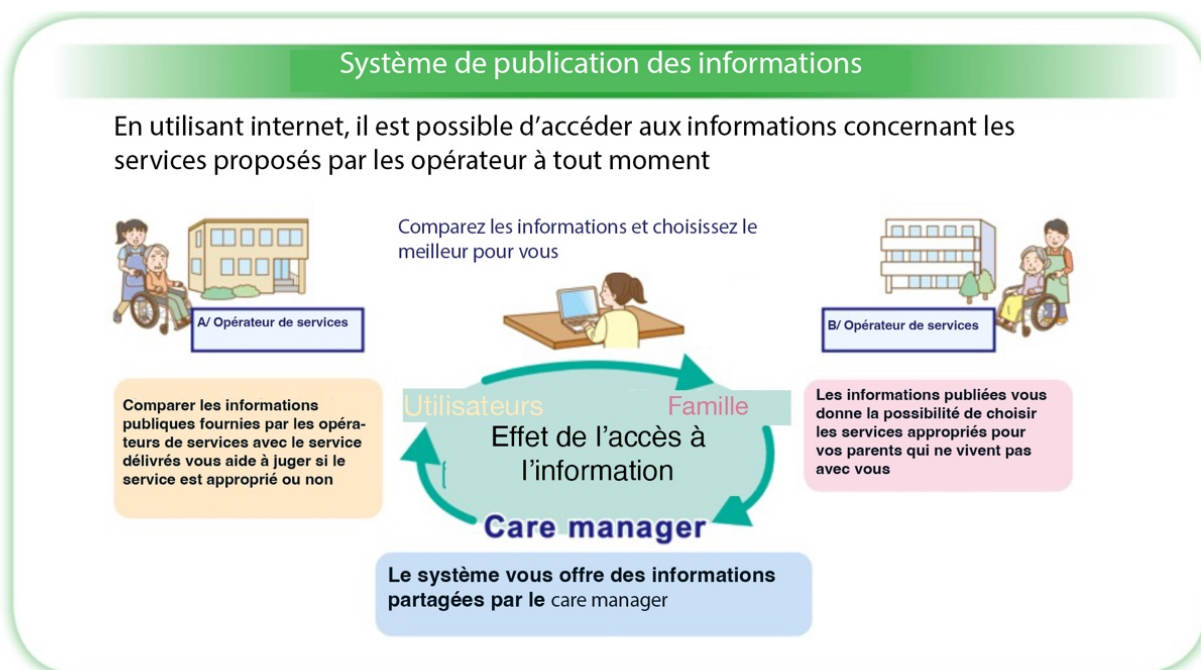 Système de publication des informations
En utilisant internet, il est possible d’accéder aux informations concernant les
services proposés par les opérateur à tout moment
Comparez les informations et choisissez le
meilleur pour vous
A/ Opérateur de services
B/ Opérateur de services
Comparer les informations
publiques fournies par les opéra-
teurs de services avec le service
délivrés vous aide à juger si le
service est approprié ou non
Utilisateurs
Famille
Effet de l’accès à
l’information
Care manager
Les informations publiées vous
donne la possibilité de choisir
les services appropriés pour
vos parents qui ne vivent pas
avec vous
Le système vous offre des informations
partagées par le care manager